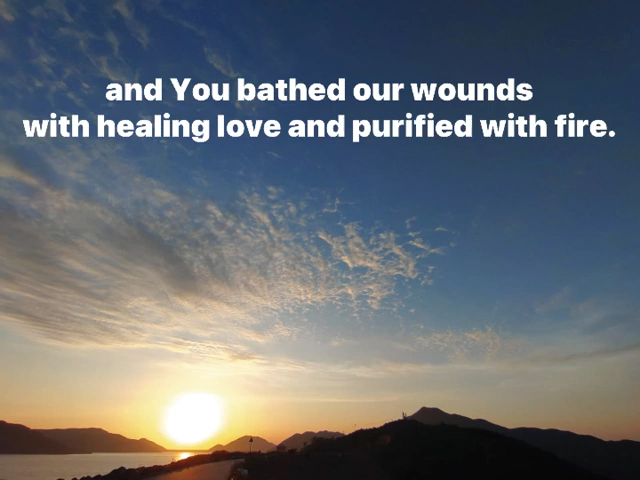 and You bathed our wounds
with healing love and purified with fire.